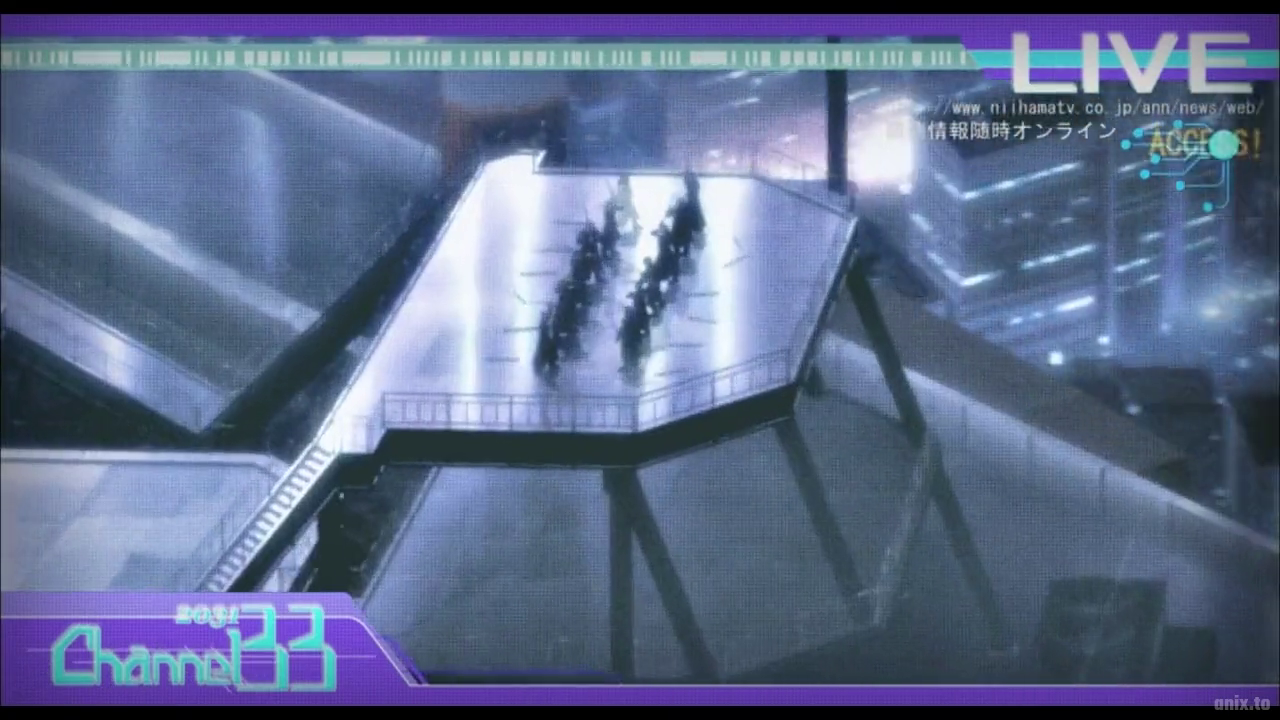 LIVE
//www.niihamatv.co.jp/ann/news/web/
情報随時オンライン
ACCESS!
2031
Channel33
anix.to